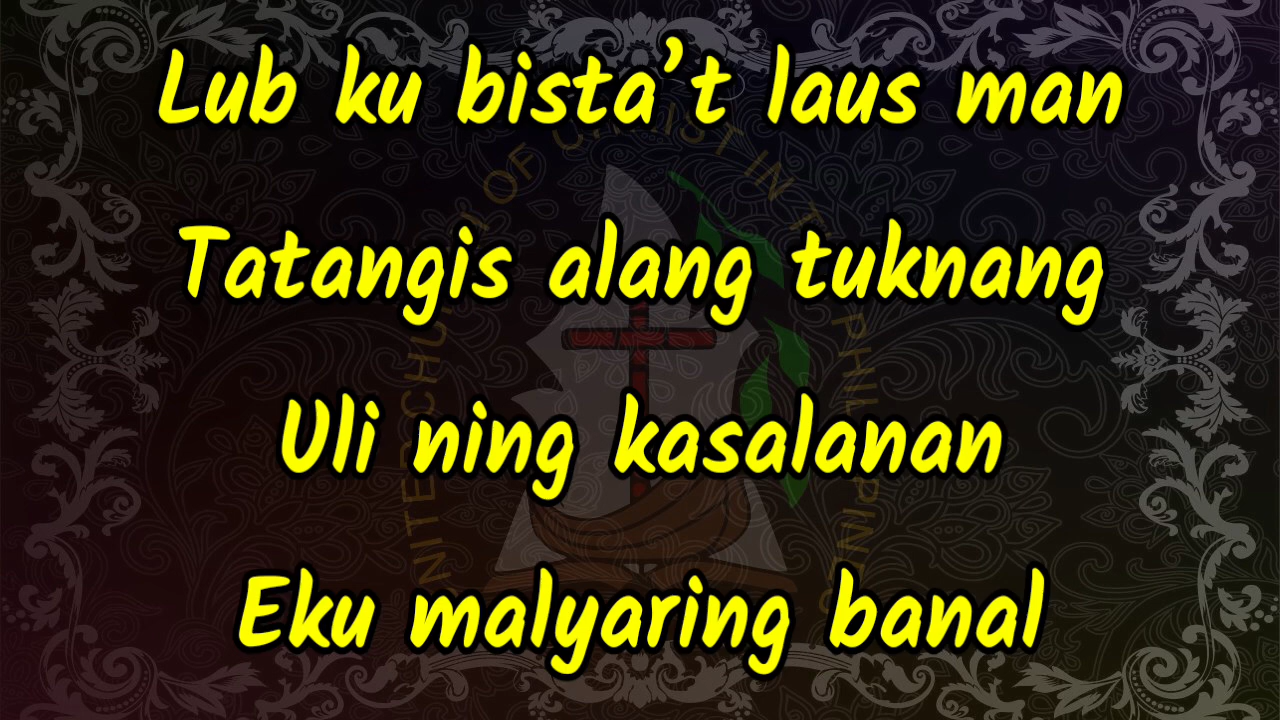 Lub ku bista’t laus man
Tatangis alang tuknang
Uli ning kasalanan
Eku malyaring banal